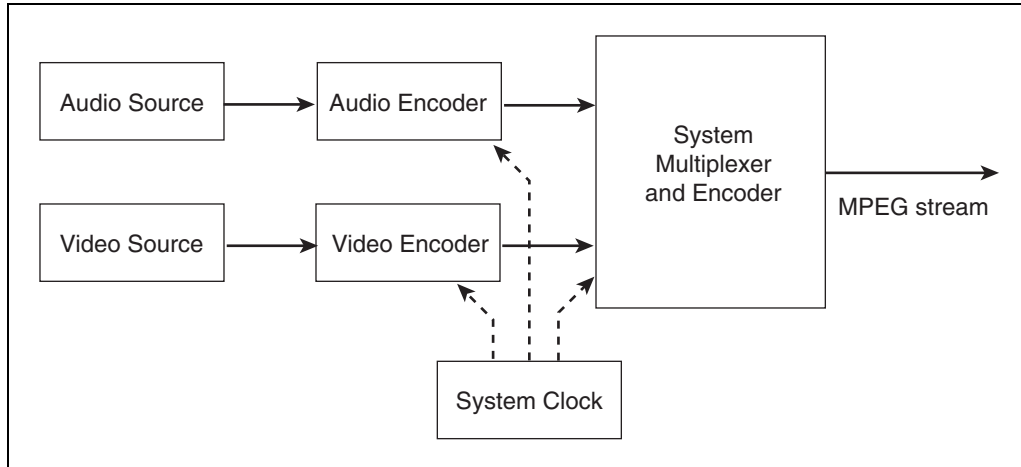 Audio Source
Audio Encoder
System
Multiplexer
and Encoder
MPEG stream
Video Source
Video Encoder
System Clock